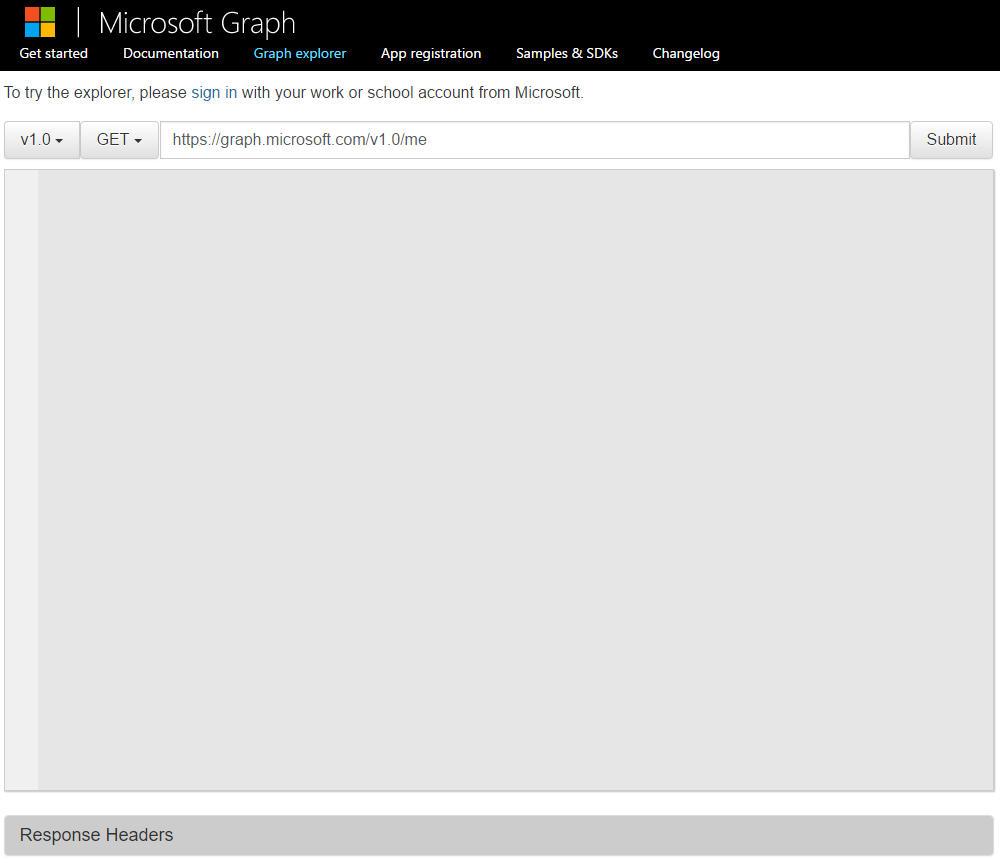 Microsoft Graph
Get started Documentation Graph explorer App registration Samples & SDKs Changelog
To try the explorer, please sign in with your work or school account from Microsoft.
v1.0 GET https://graph.microsoft.com/v1.0/me Submit
Response Headers